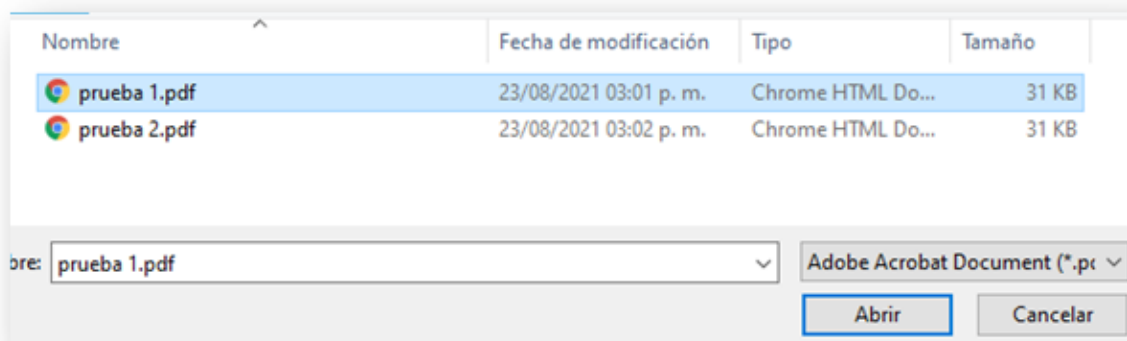 Nombre Fecha de modificación Tipo Tamaño
prueba 1.pdf 23/08/2021 03:01 p. m. Chrome HTML Do... 31 KB
prueba 2.pdf 23/08/2021 03:02 p. m. Chrome HTML Do... 31 KB
bre: prueba 1.pdf Adobe Acrobat Document (*.pc
Abrir Cancelar